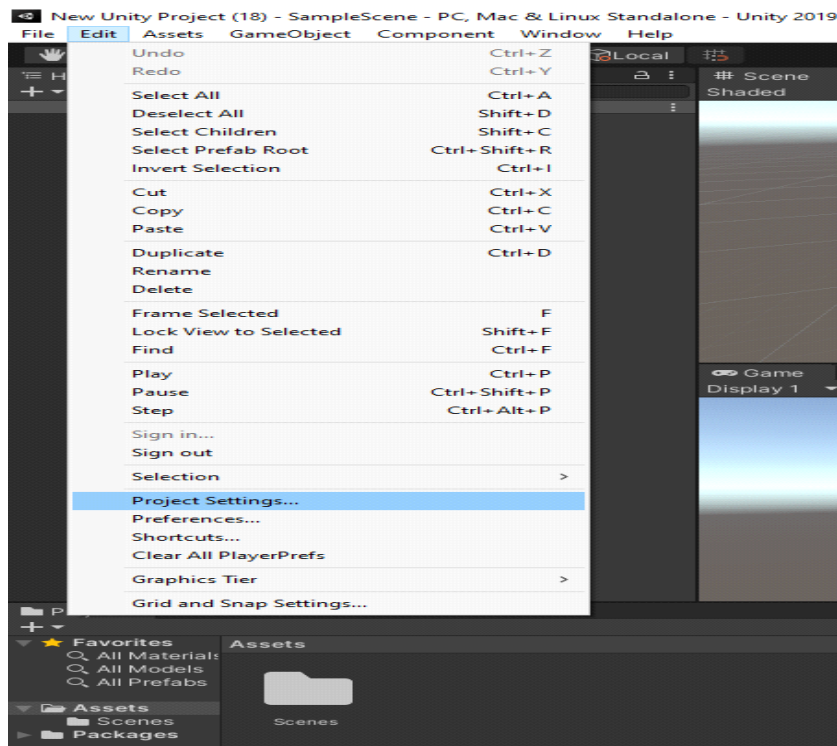 New Unity Project (18) - SampleScene - PC, Mac & Linux Standalone - Unity 2019
File Edit Assets GameObject Component Window Help
Undo Ctrl+Z
Local
Redo Ctrl+Y
H
# Scene
Select All Ctrl+A
Shaded
Deselect All Shift+D
Select Children Shift+C
Select Prefab Root Ctrl+Shift+R
Invert Selection Ctrl+I
Cut Ctrl+X
Copy Ctrl+C
Paste Ctrl+V
Duplicate Ctrl+D
Rename
Delete
Frame Selected F
Lock View to Selected Shift+F
Find Ctrl+F
Play Ctrl+P
Game
Pause Ctrl+Shift+P
Display 1
Step Ctrl+Alt+P
Sign in...
Sign out
Selection >
Project Settings...
Preferences...
Shortcuts...
Clear All PlayerPrefs
Graphics Tier >
Grid and Snap Settings...
P
Favorites
Assets
All Materials
All Models
All Prefabs
Assets
Scenes
Scenes
Packages